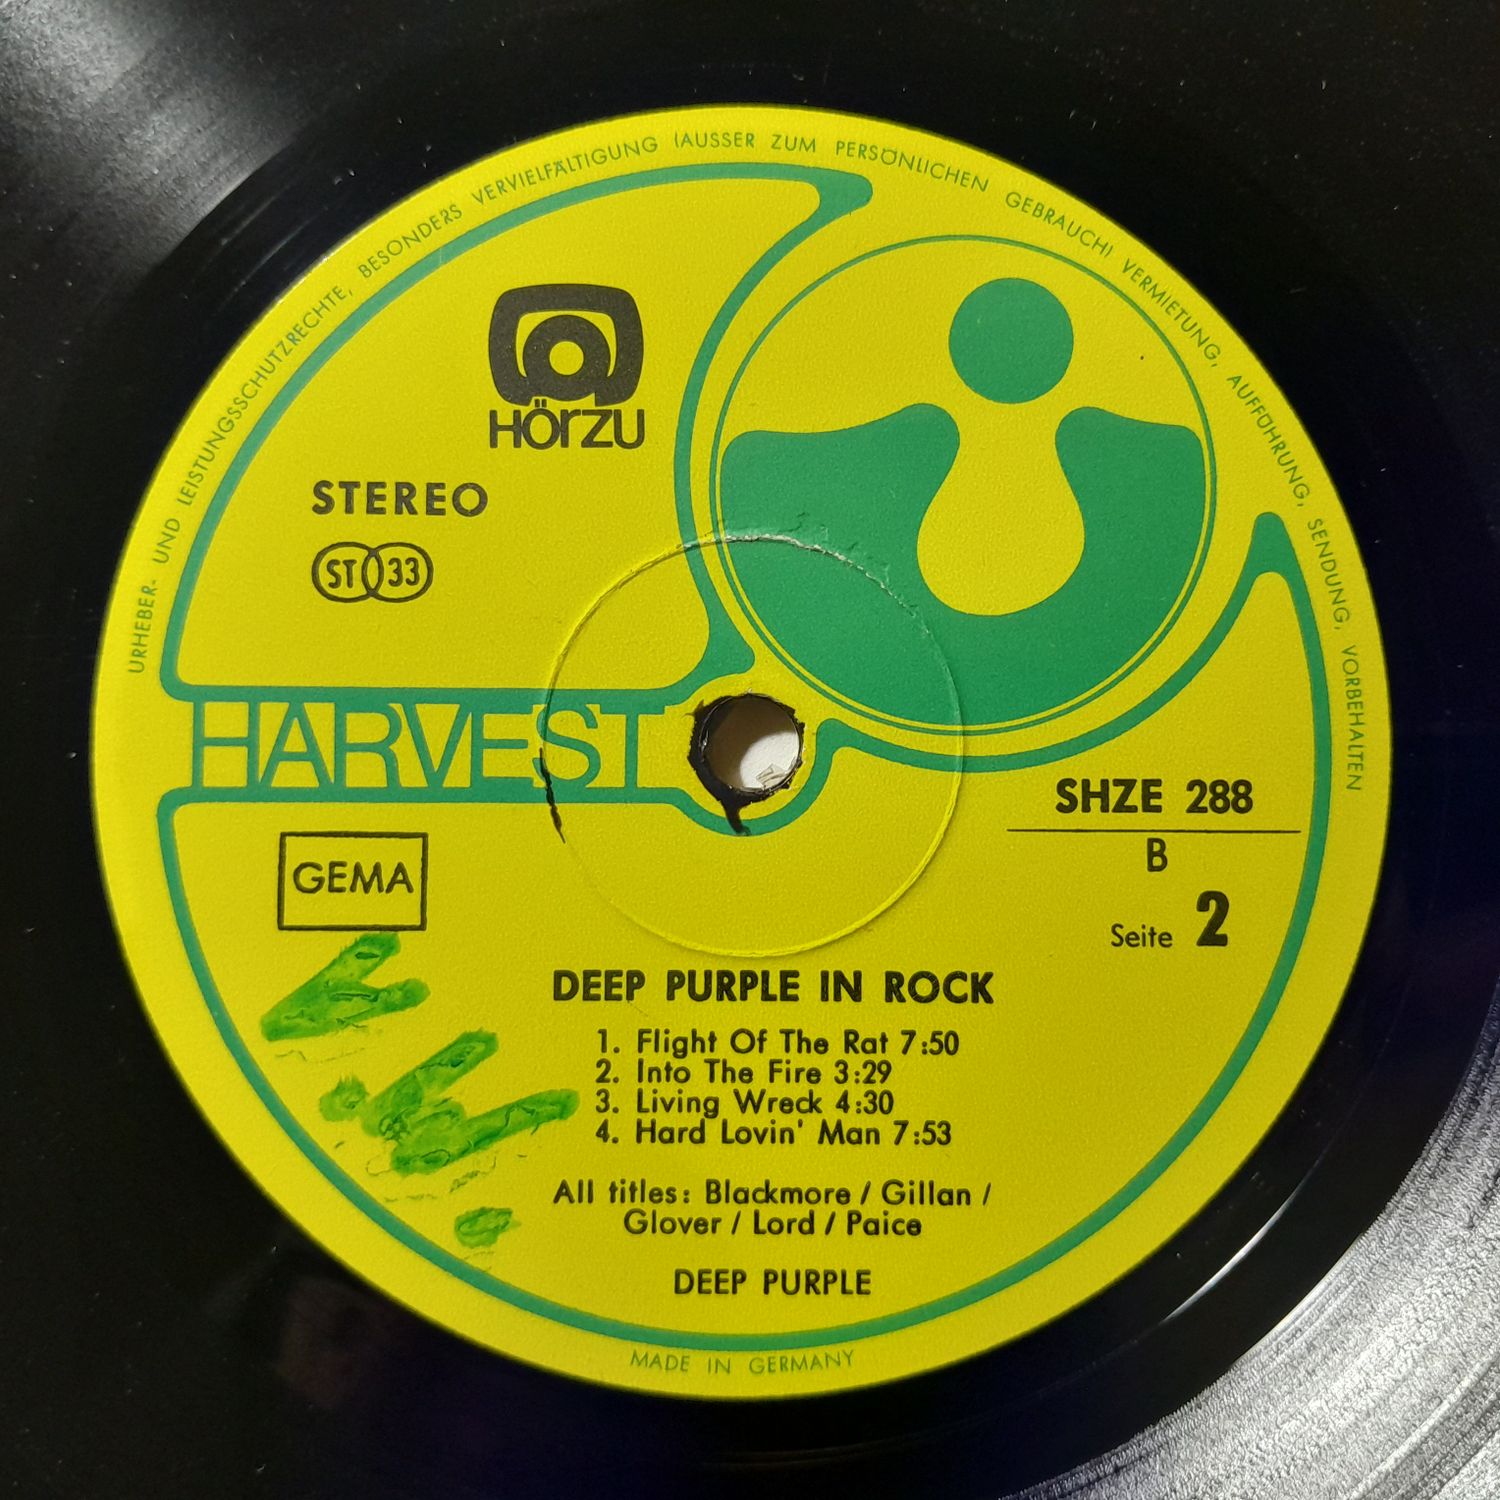 URHEBER- UND LEISTUNGSSCHUTZRECHTE, BESONDERS VERVIELFÄLTIGUNG (AUSSER ZUM PERSÖNLICHEN GEBRAUCH) VERMIETUNG, AUFFÜHRUNG, SENDUNG, VORBEHALTEN
HÖRZU
STEREO
ST 33
HARVEST
SHZE 288
B
Seite 2
GEMA
DEEP PURPLE IN ROCK
1. Flight Of The Rat 7:50
2. Into The Fire 3:29
3. Living Wreck 4:30
4. Hard Lovin' Man 7:53
All titles: Blackmore / Gillan /
Glover / Lord / Paice
DEEP PURPLE
MADE IN GERMANY